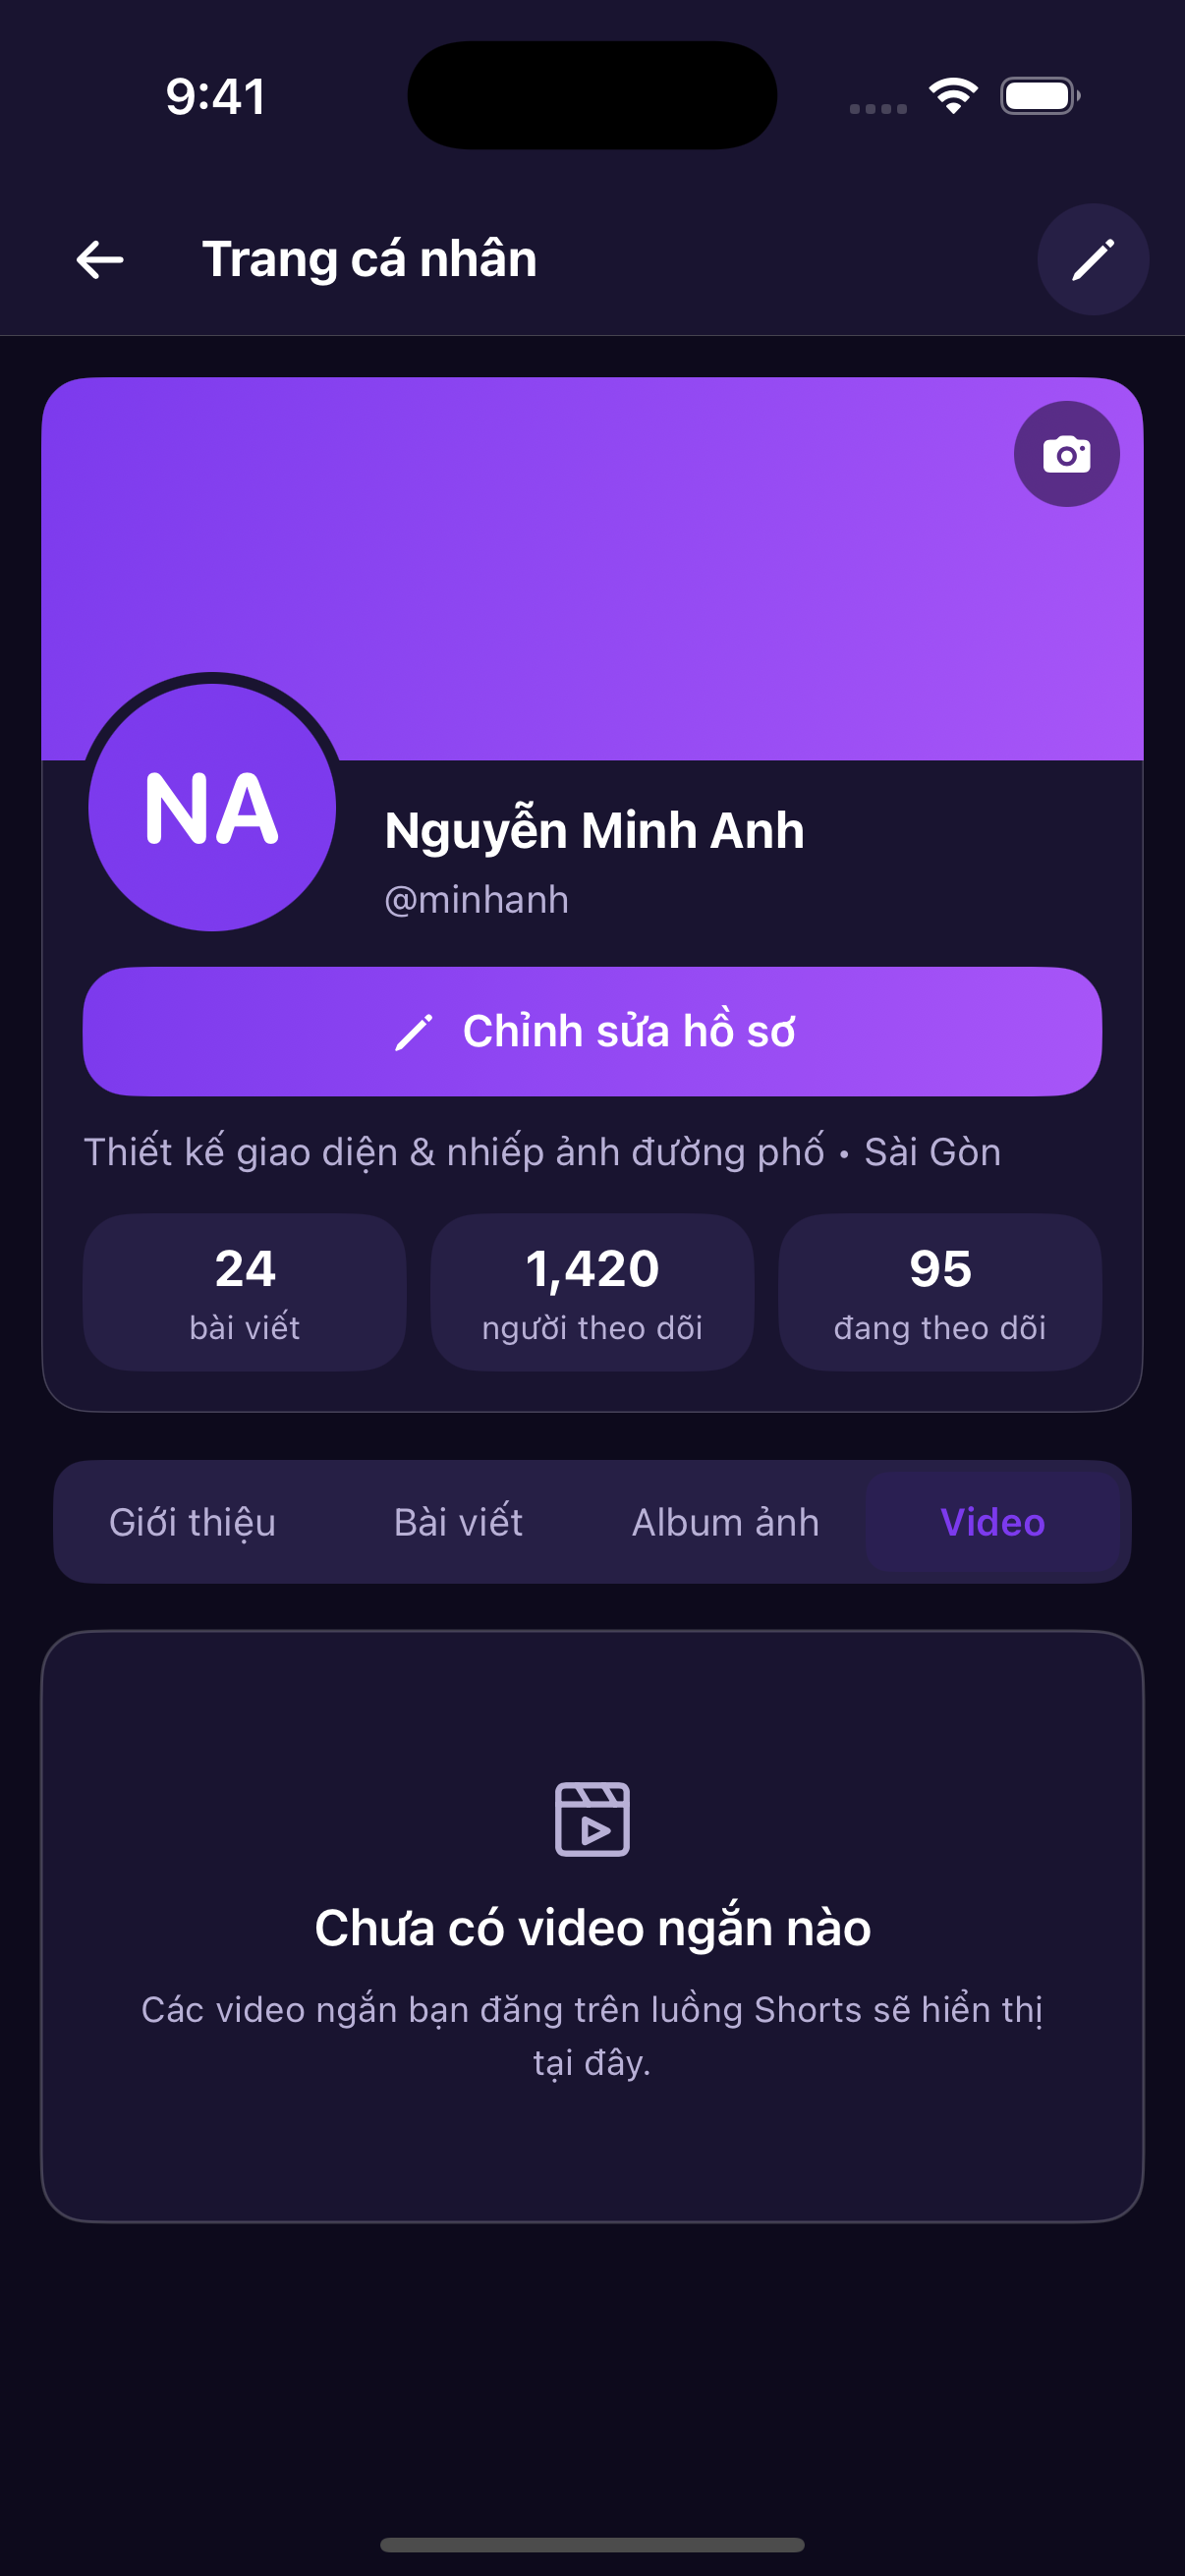 9:41
Trang cá nhân
NA
Nguyễn Minh Anh
@minhanh
Chỉnh sửa hồ sơ
Thiết kế giao diện & nhiếp ảnh đường phố • Sài Gòn
24
bài viết
1,420
người theo dõi
95
đang theo dõi
Giới thiệu
Bài viết
Album ảnh
Video
Chưa có video ngắn nào
Các video ngắn bạn đăng trên luồng Shorts sẽ hiển thị
tại đây.